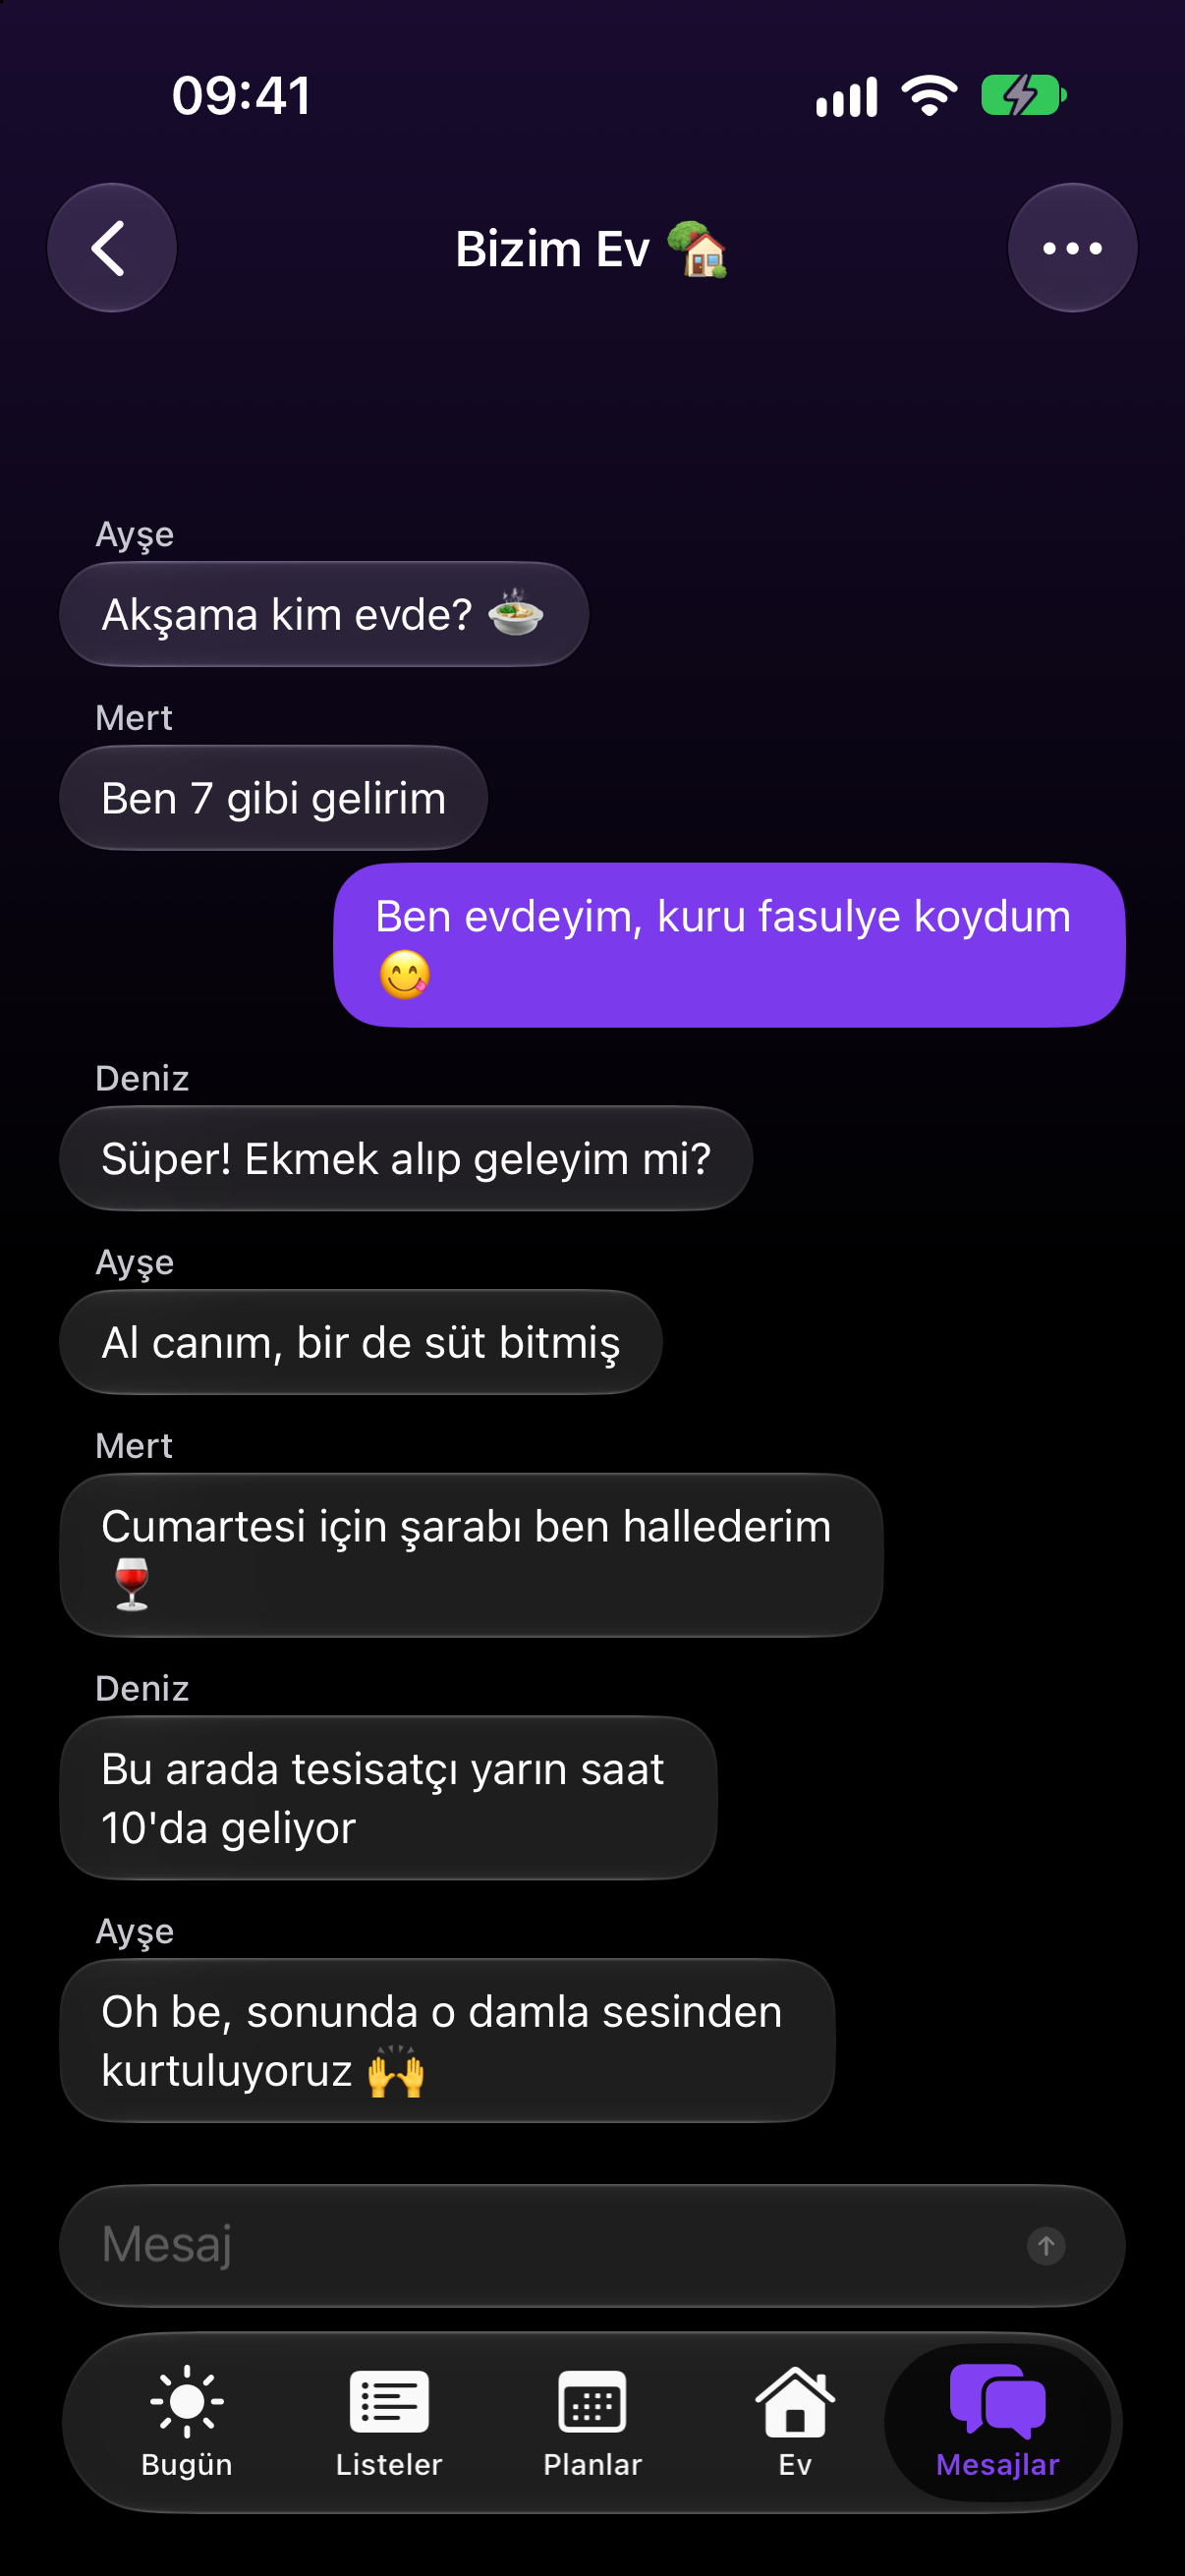 09:41
Bizim Ev 🏡
Ayşe
Akşama kim evde? 🍲
Mert
Ben 7 gibi gelirim
Ben evdeyim, kuru fasulye koydum
😋
Deniz
Süper! Ekmek alıp geleyim mi?
Ayşe
Al canım, bir de süt bitmiş
Mert
Cumartesi için şarabı ben hallederim
🍷
Deniz
Bu arada tesisatçı yarın saat
10'da geliyor
Ayşe
Oh be, sonunda o damla sesinden
kurtuluyoruz 🙌
Mesaj
Bugün
Listeler
Planlar
Ev
Mesajlar